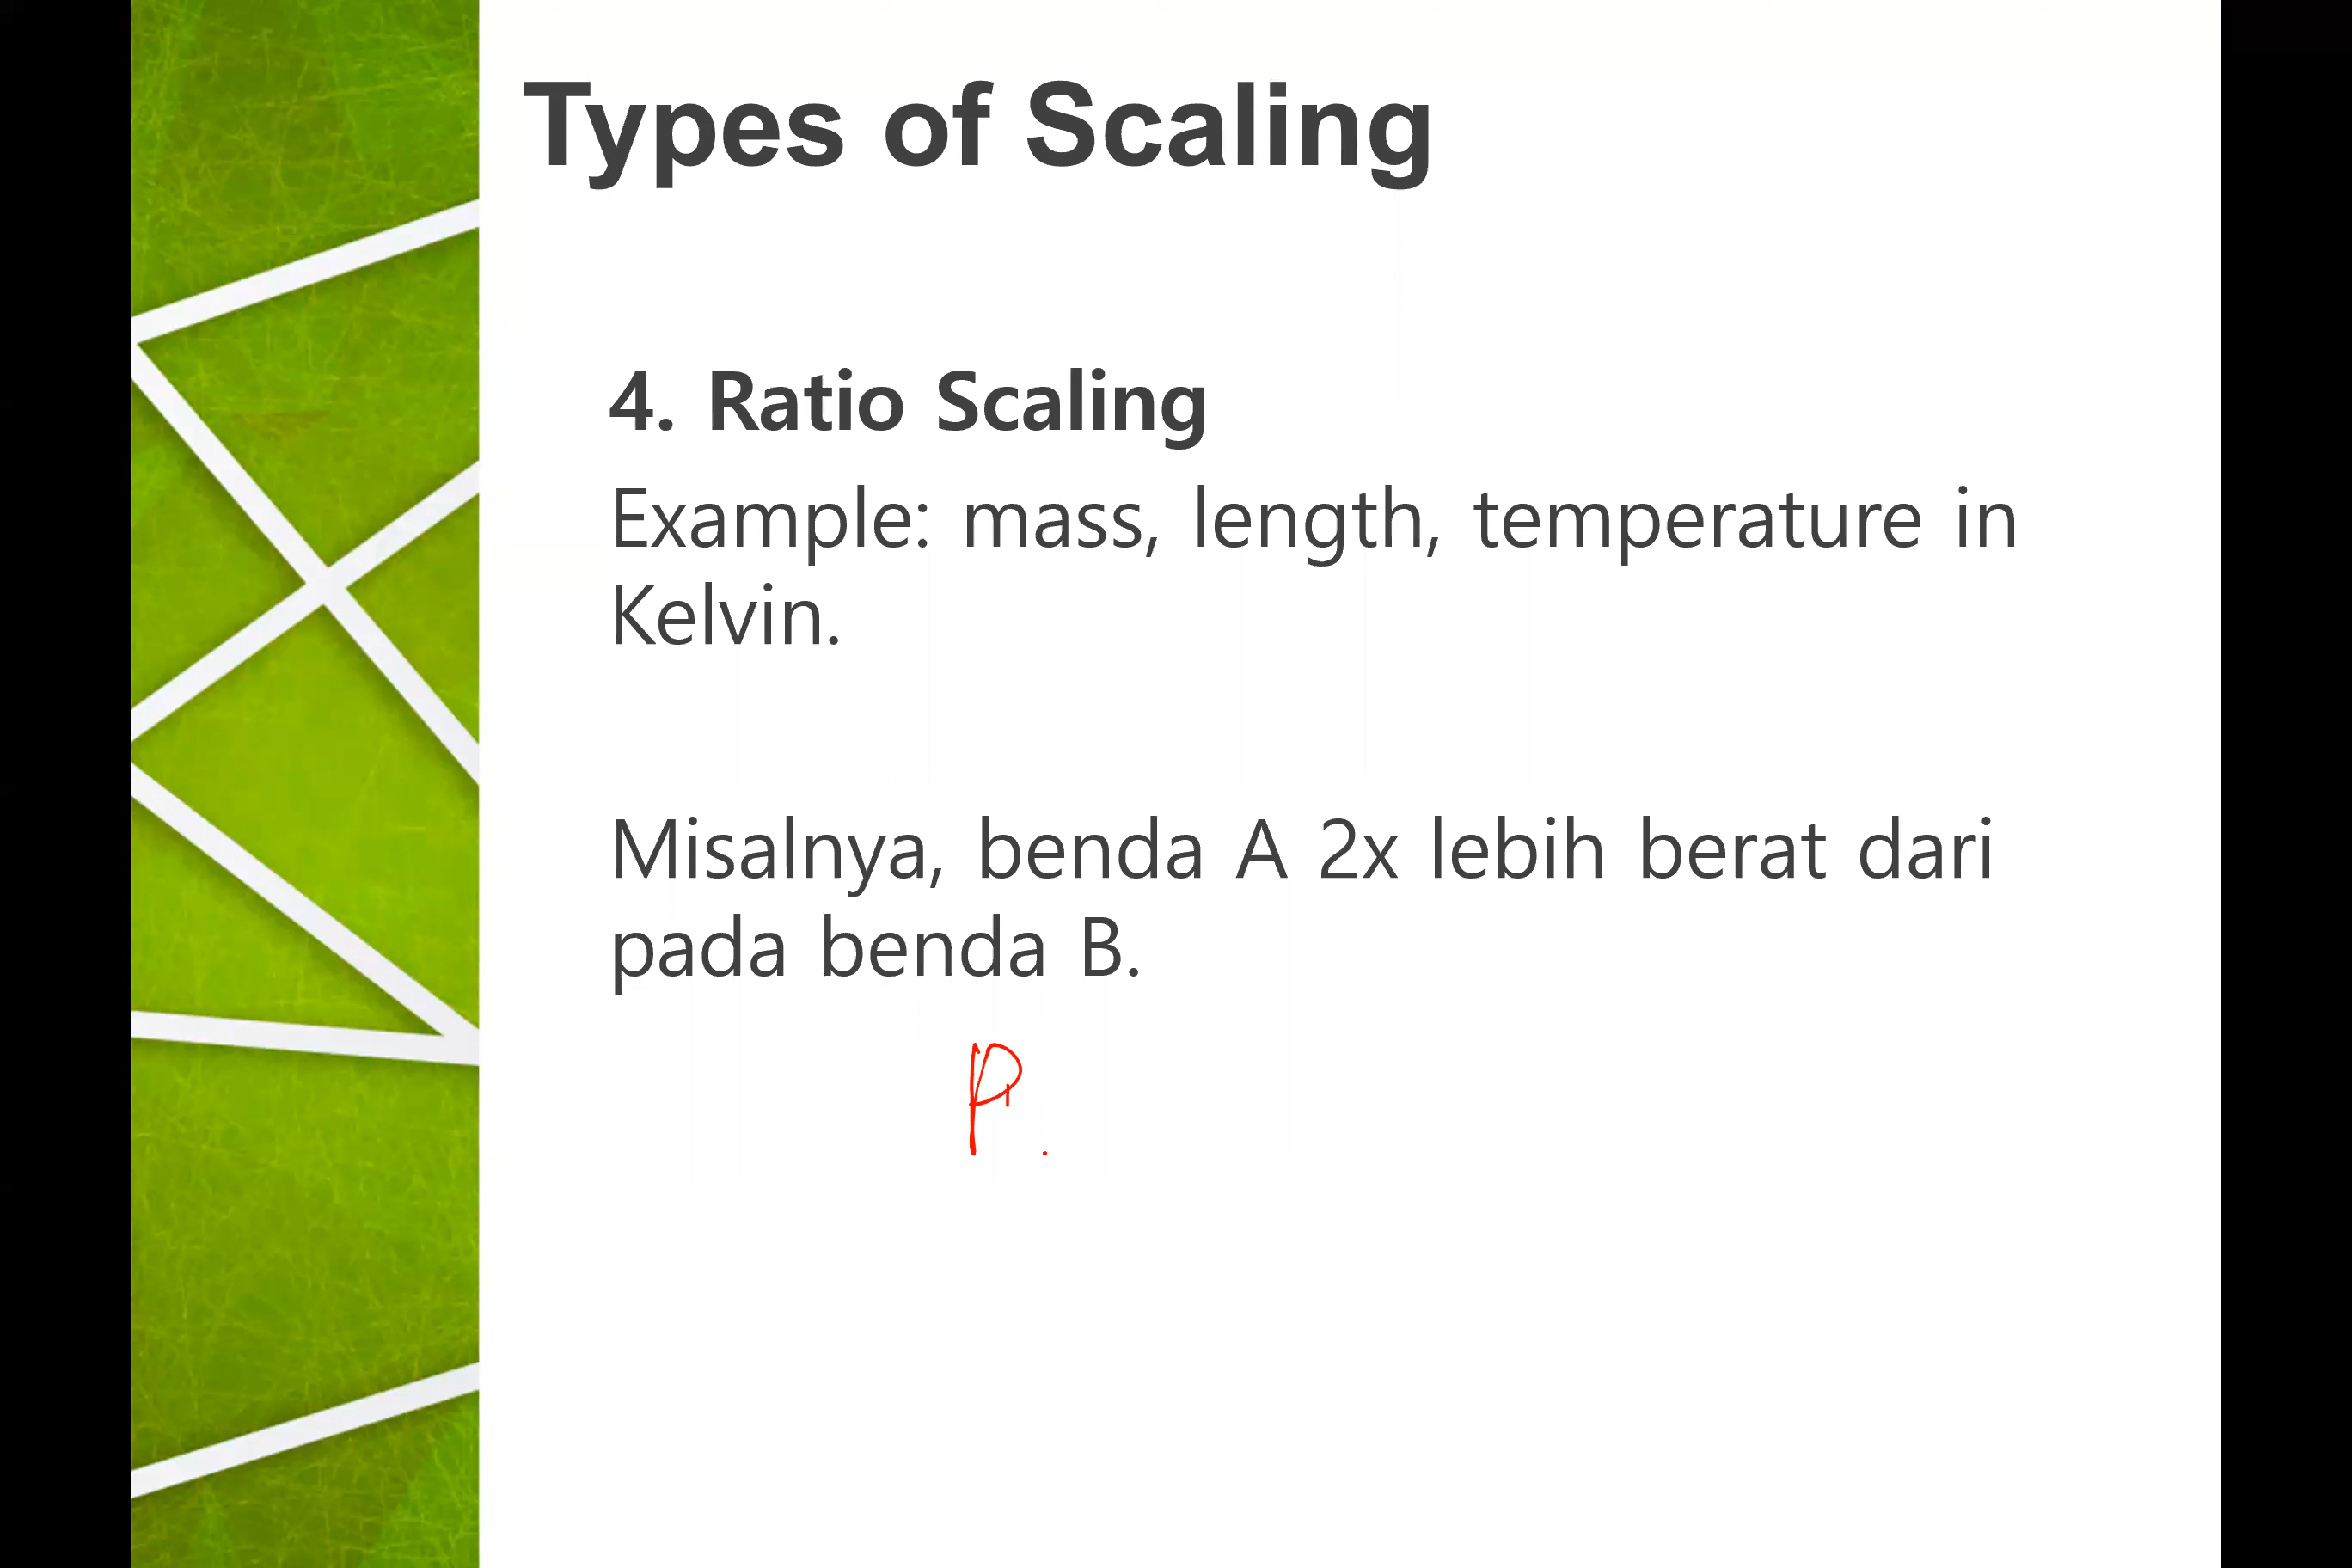 Types of Scaling
4. Ratio Scaling
Example: mass, length, temperature in
Kelvin.
Misalnya, benda A 2x lebih berat dari
pada benda B.